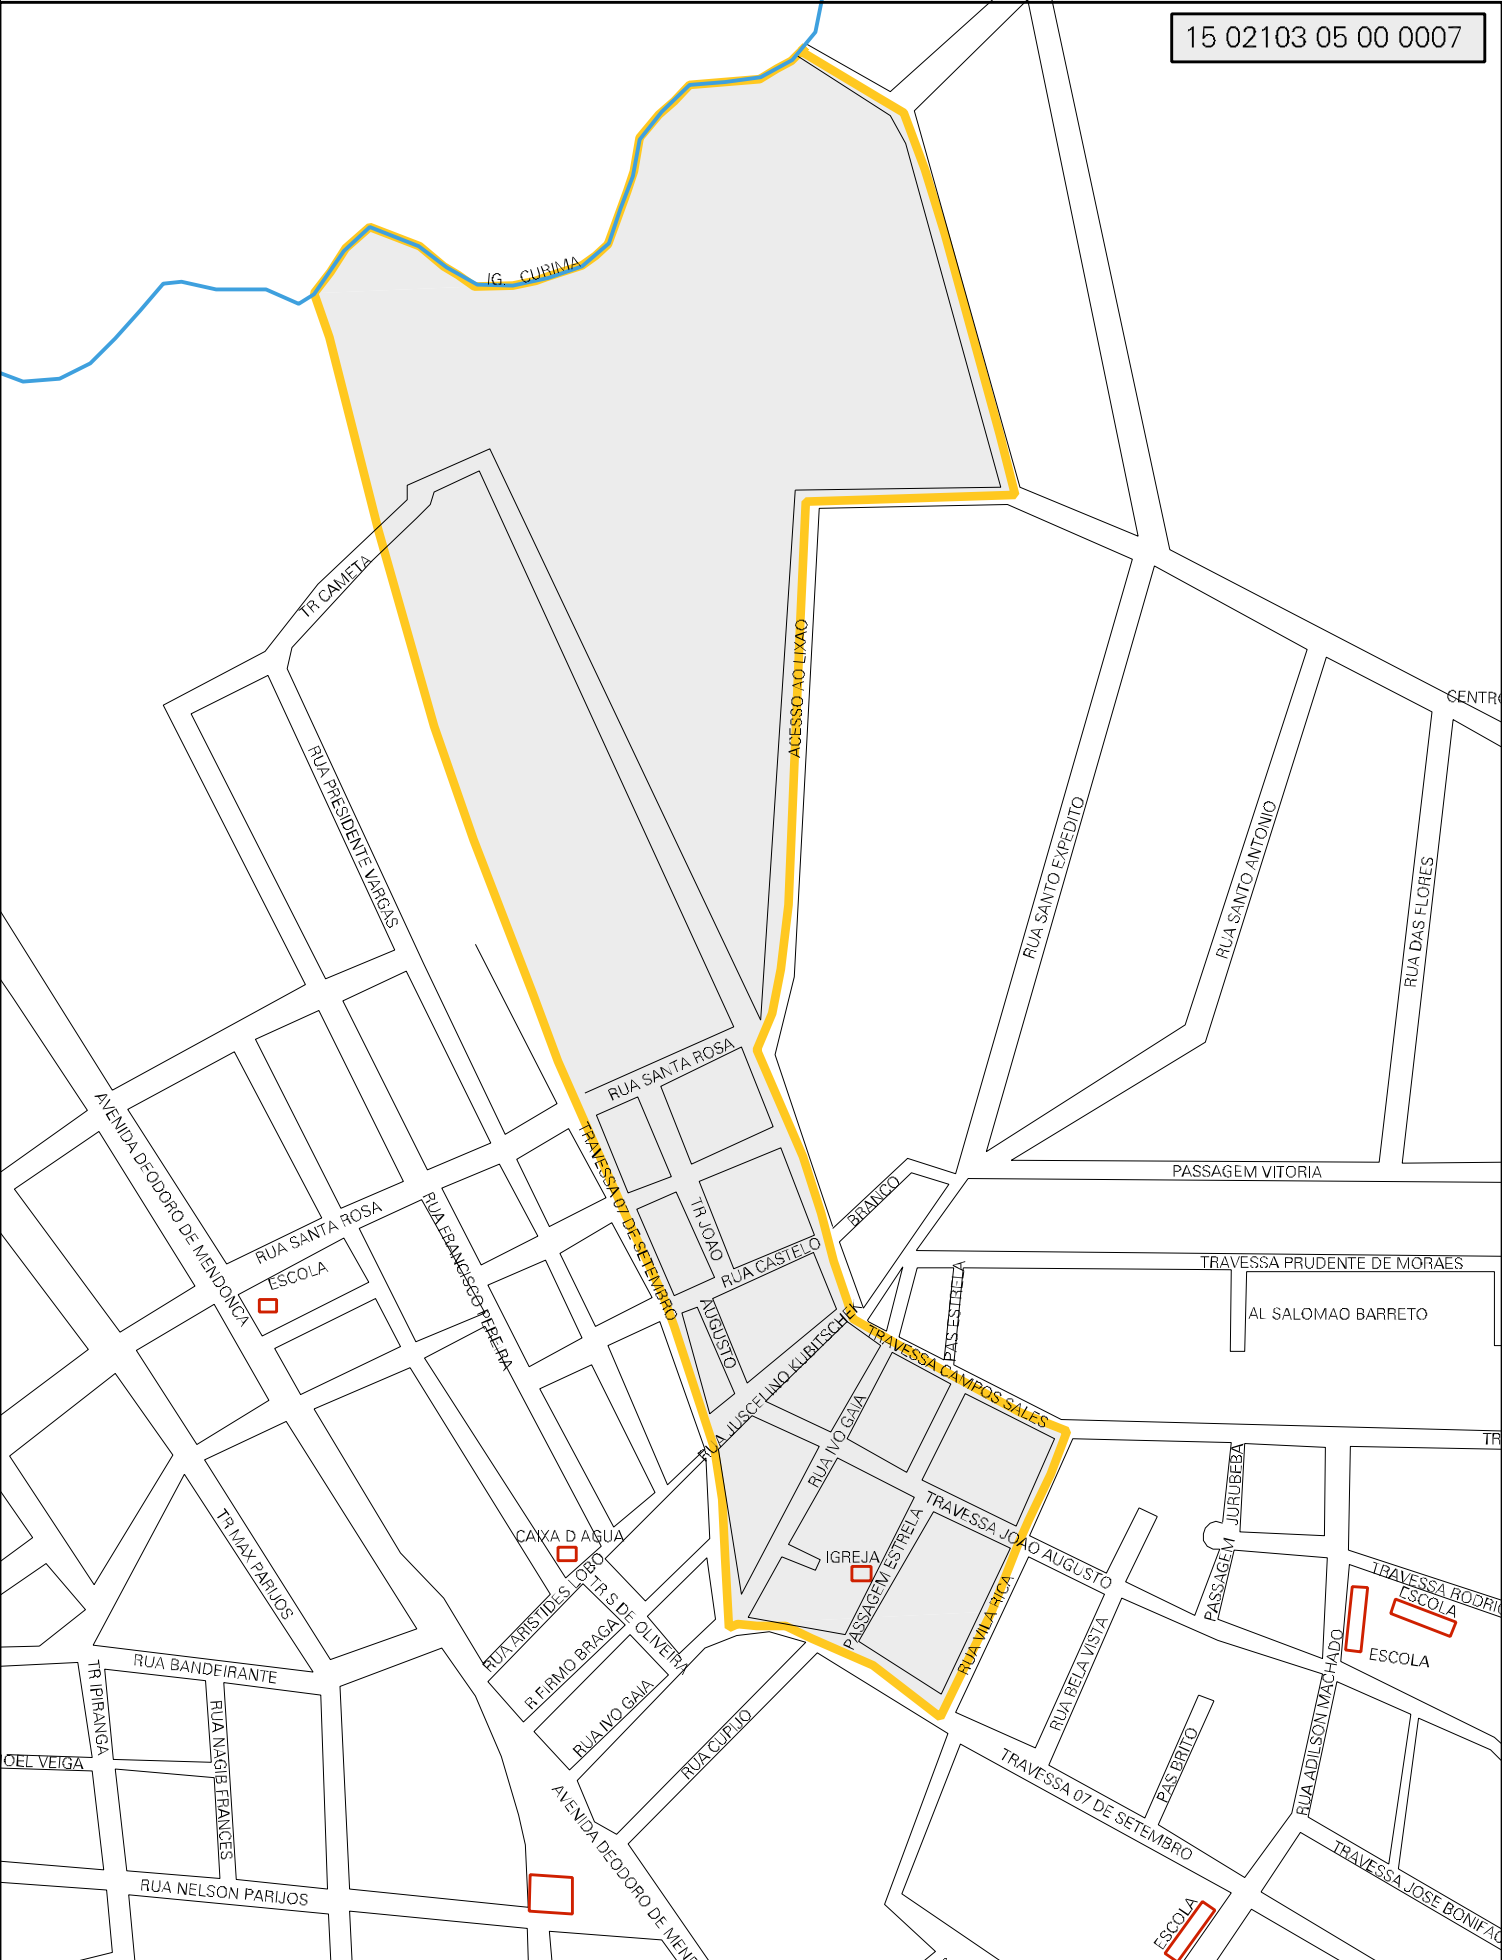 15 02103 05 00 0007
IG. CURIMA
TR CAMETA
ACESSO AO LIXAO
CENTR
RUA PRESIDENTE VARGAS
RUA SANTO EXPEDITO
RUA SANTO ANTONIO
RUA DAS FLORES
RUA SANTA ROSA
AVENIDA DEODORO DE MENDONCA
TRAVESSA 07 DE SETEMBRO
PASSAGEM VITORIA
BRANCO
RUA SANTA ROSA
RUA FRANCISCO PEREIRA
TR JOAO
RUA CASTELO
TRAVESSA PRUDENTE DE MORAES
ESCOLA
PAS ESTRELA
AL SALOMAO BARRETO
AUGUSTO
RUA JUSCELINO KUBITSCHEK
TRAVESSA CAMPOS SALES
RUA IVO GAIA
TR
JURUBEBA
PASSAGEM
TR MAX PARIJOS
CAIXA D AGUA
TRAVESSA JOAO AUGUSTO
IGREJA
PASSAGEM ESTRELA
RUA ARISTIDES LOBO
TR S DE OLIVEIRA
TRAVESSA RODRI
ESCOLA
RUA VILA RICA
R FIRMO BRAGA
RUA BELA VISTA
ESCOLA
RUA BANDEIRANTE
TR IPIRANGA
RUA IVO GAIA
RUA ADILSON MACHADO
RUA NAGIB FRANCES
RUA CUPIJO
PAS BRITO
OEL VEIGA
TRAVESSA 07 DE SETEMBRO
AVENIDA DEODORO DE MEN
RUA NELSON PARIJOS
TRAVESSA JOSE BONIFAC
ESCOLA